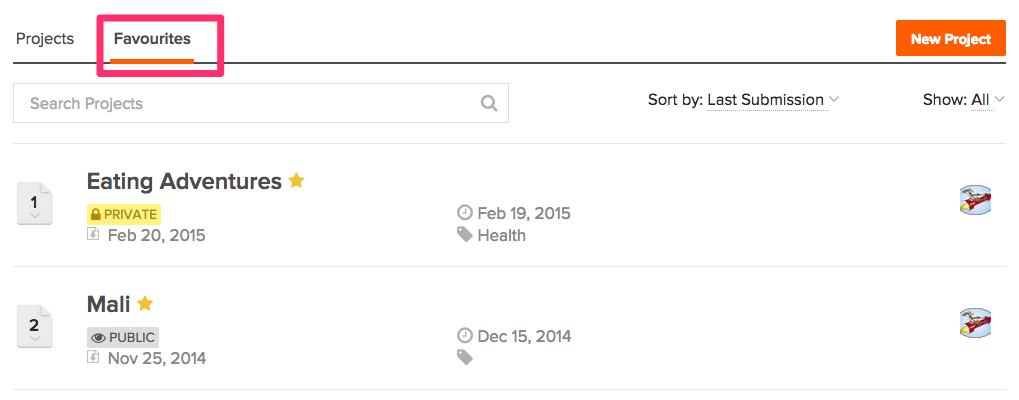 Projects Favourites New Project
Search Projects Sort by: Last Submission Show: All
1 Eating Adventures
PRIVATE Feb 19, 2015
Feb 20, 2015 Health
2 Mali
PUBLIC Dec 15, 2014
Nov 25, 2014